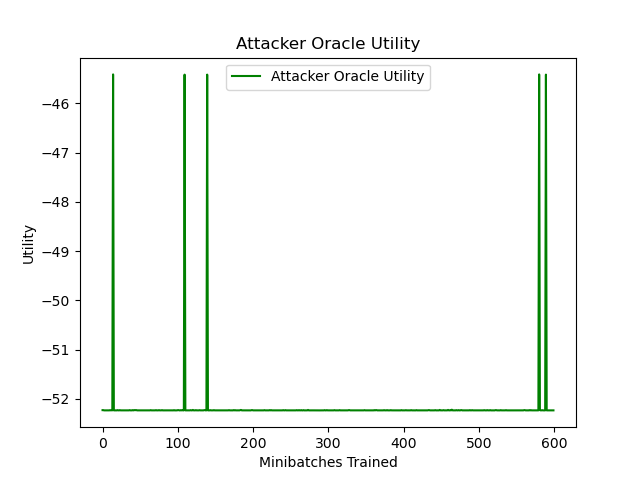 Attacker Oracle Utility
Attacker Oracle Utility
−46
−47
−48
−49
−50
−51
−52
Utility
0 100 200 300 400 500 600
Minibatches Trained